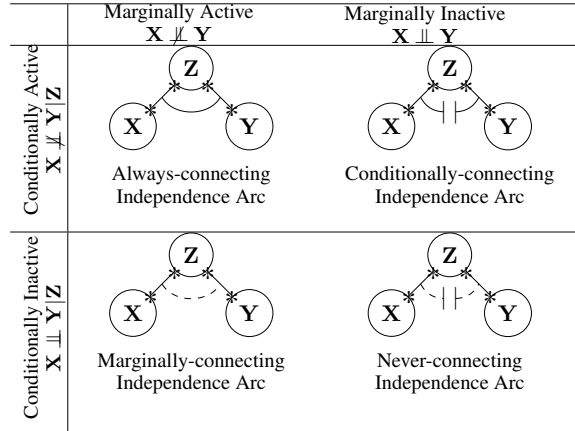 Marginally Active
X ⫫̸ Y
Marginally Inactive
X ⫫ Y
Conditionally Active
X ⫫̸ Y|Z
Z
* *
* *
X Y
Always-connecting
Independence Arc
Z
* *
* *
X Y
Conditionally-connecting
Independence Arc
Conditionally Inactive
X ⫫ Y|Z
Z
* *
* *
X Y
Marginally-connecting
Independence Arc
Z
* *
* *
X Y
Never-connecting
Independence Arc